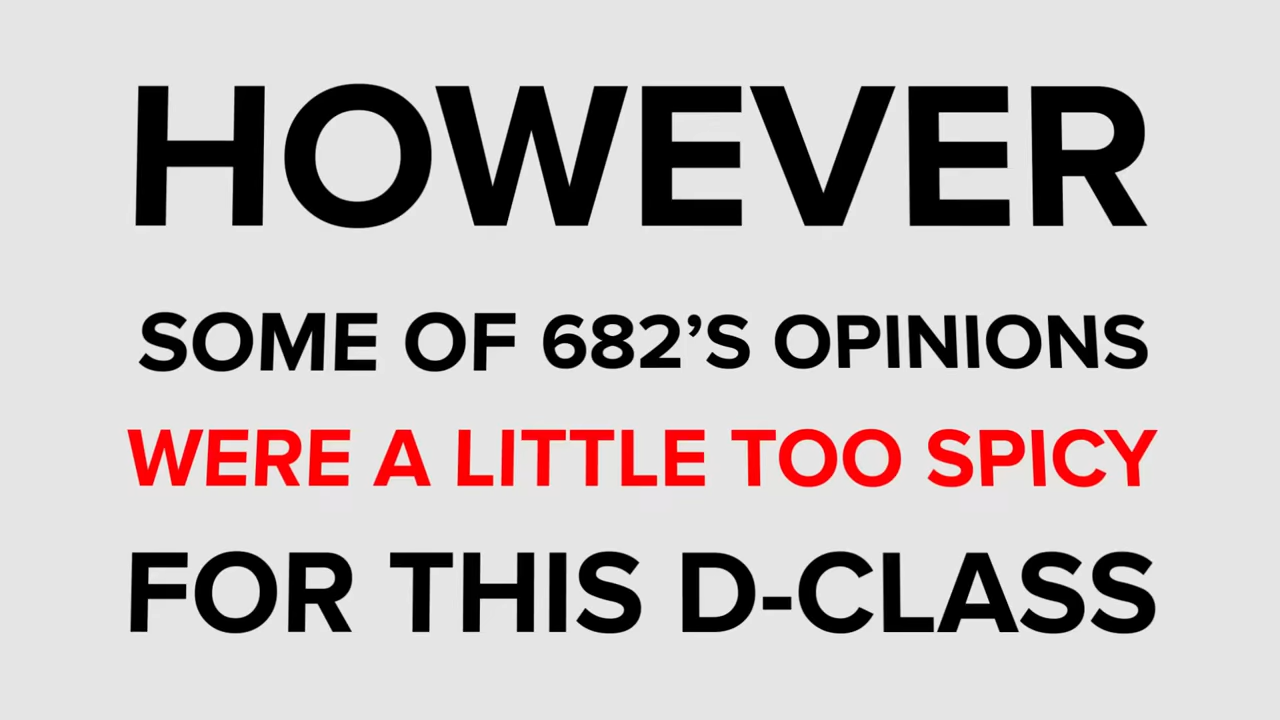 HOWEVER
SOME OF 682’S OPINIONS
WERE A LITTLE TOO SPICY
FOR THIS D-CLASS